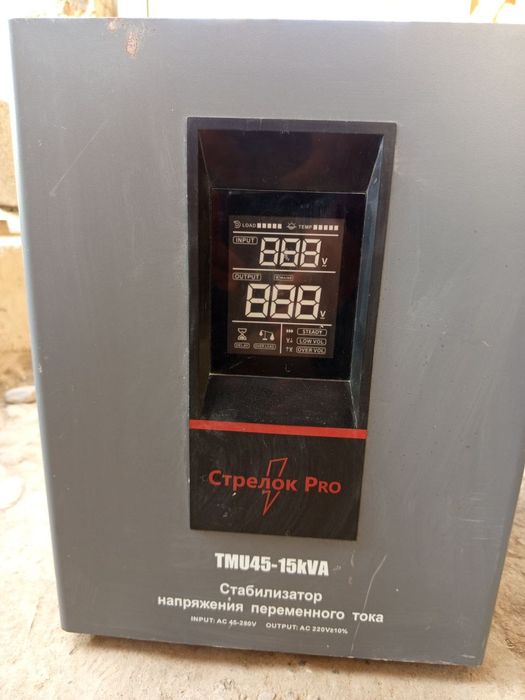 LOAD TEMP
INPUT 888 V
OUTPUT
888 V
STEADY
LOW VOL
DELAY OVER LOAD OVER VOL
Стрелок PRO
TMU45-15kVA
Стабилизатор
напряжения переменного тока
INPUT: AC 45-280V OUTPUT: AC 220V±10%